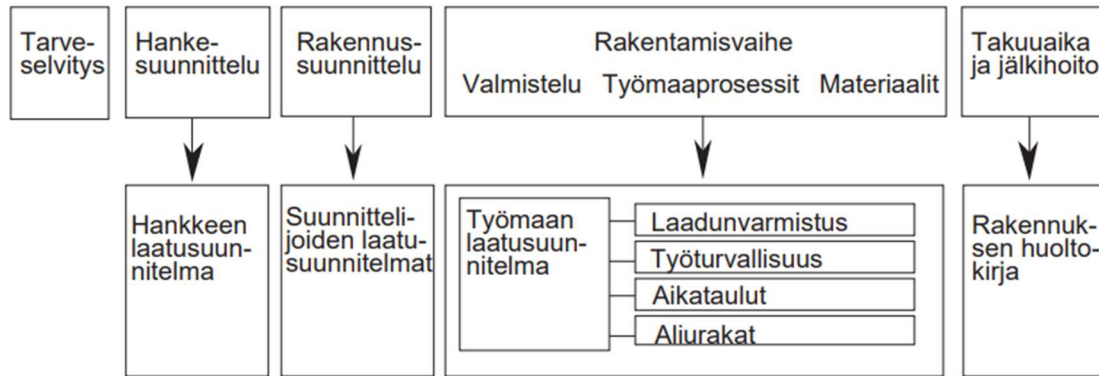 Tarve-
selvitys
Hanke-
suunnittelu
Rakennus-
suunnittelu
Rakentamisvaihe
Valmistelu Työmaaprosessit Materiaalit
Takuuaika
ja jälkihoito
Hankkeen
laatusuun-
nitelma
Suunnitteli-
joiden laatu-
suunnitelmat
Työmaan
laatusuun-
nitelma
Laadunvarmistus
Työturvallisuus
Aikataulut
Aliurakat
Rakennuk-
sen huolto-
kirja